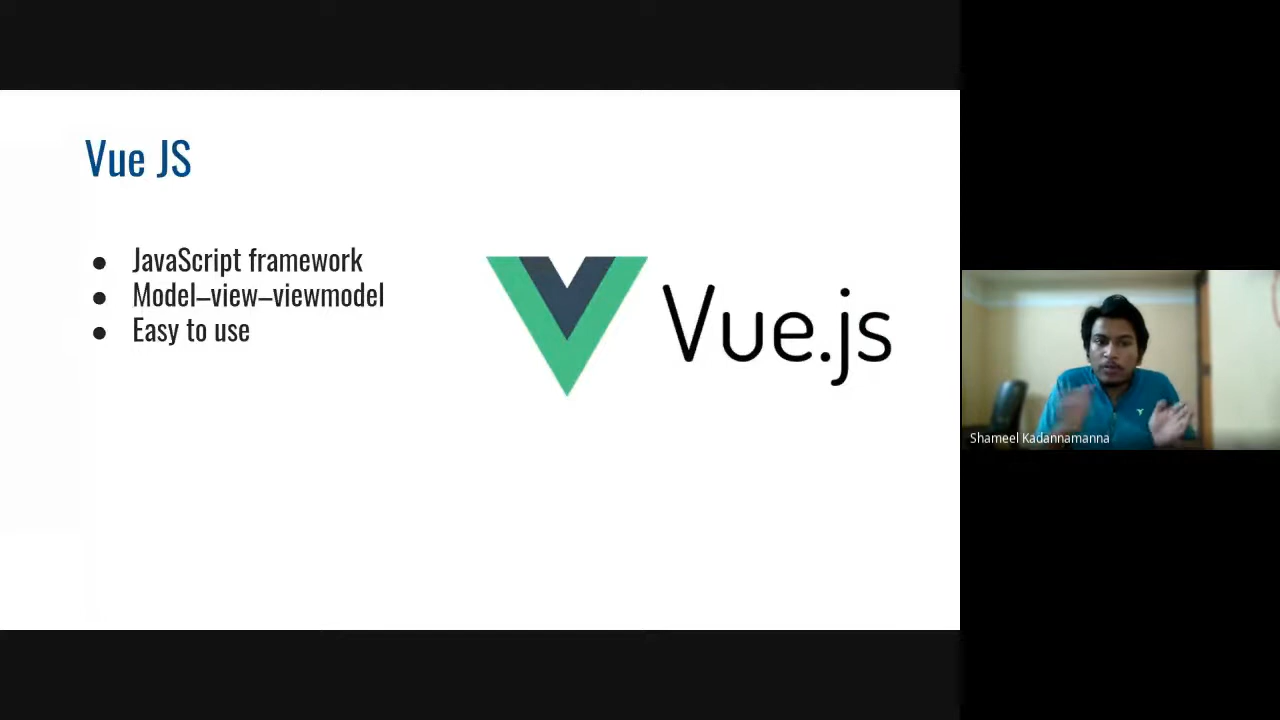 Vue JS
● JavaScript framework
● Model–view–viewmodel
● Easy to use
Vue.js
Shameel Kadannamanna